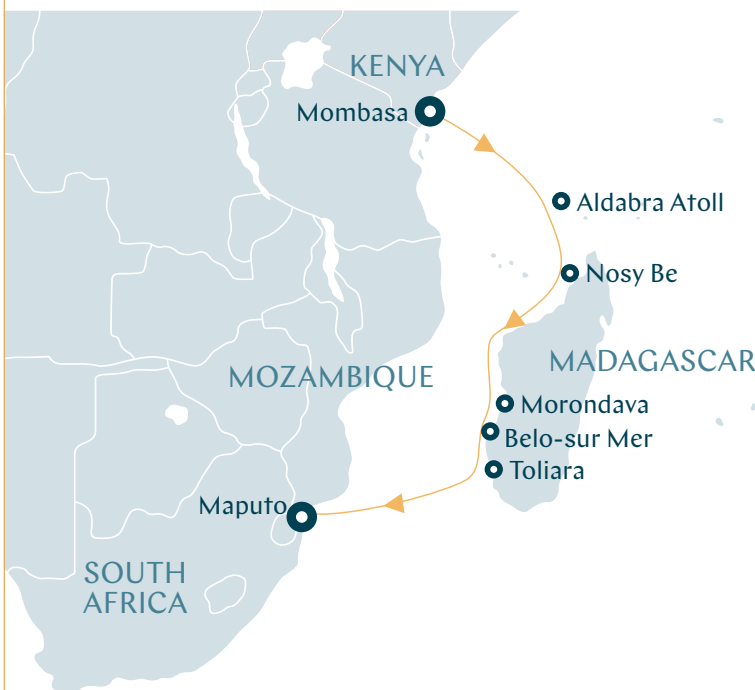 KENYA
Mombasa
Aldabra Atoll
Nosy Be
MADAGASCAR
MOZAMBIQUE
Morondava
Belo-sur Mer
Toliara
Maputo
SOUTH
AFRICA